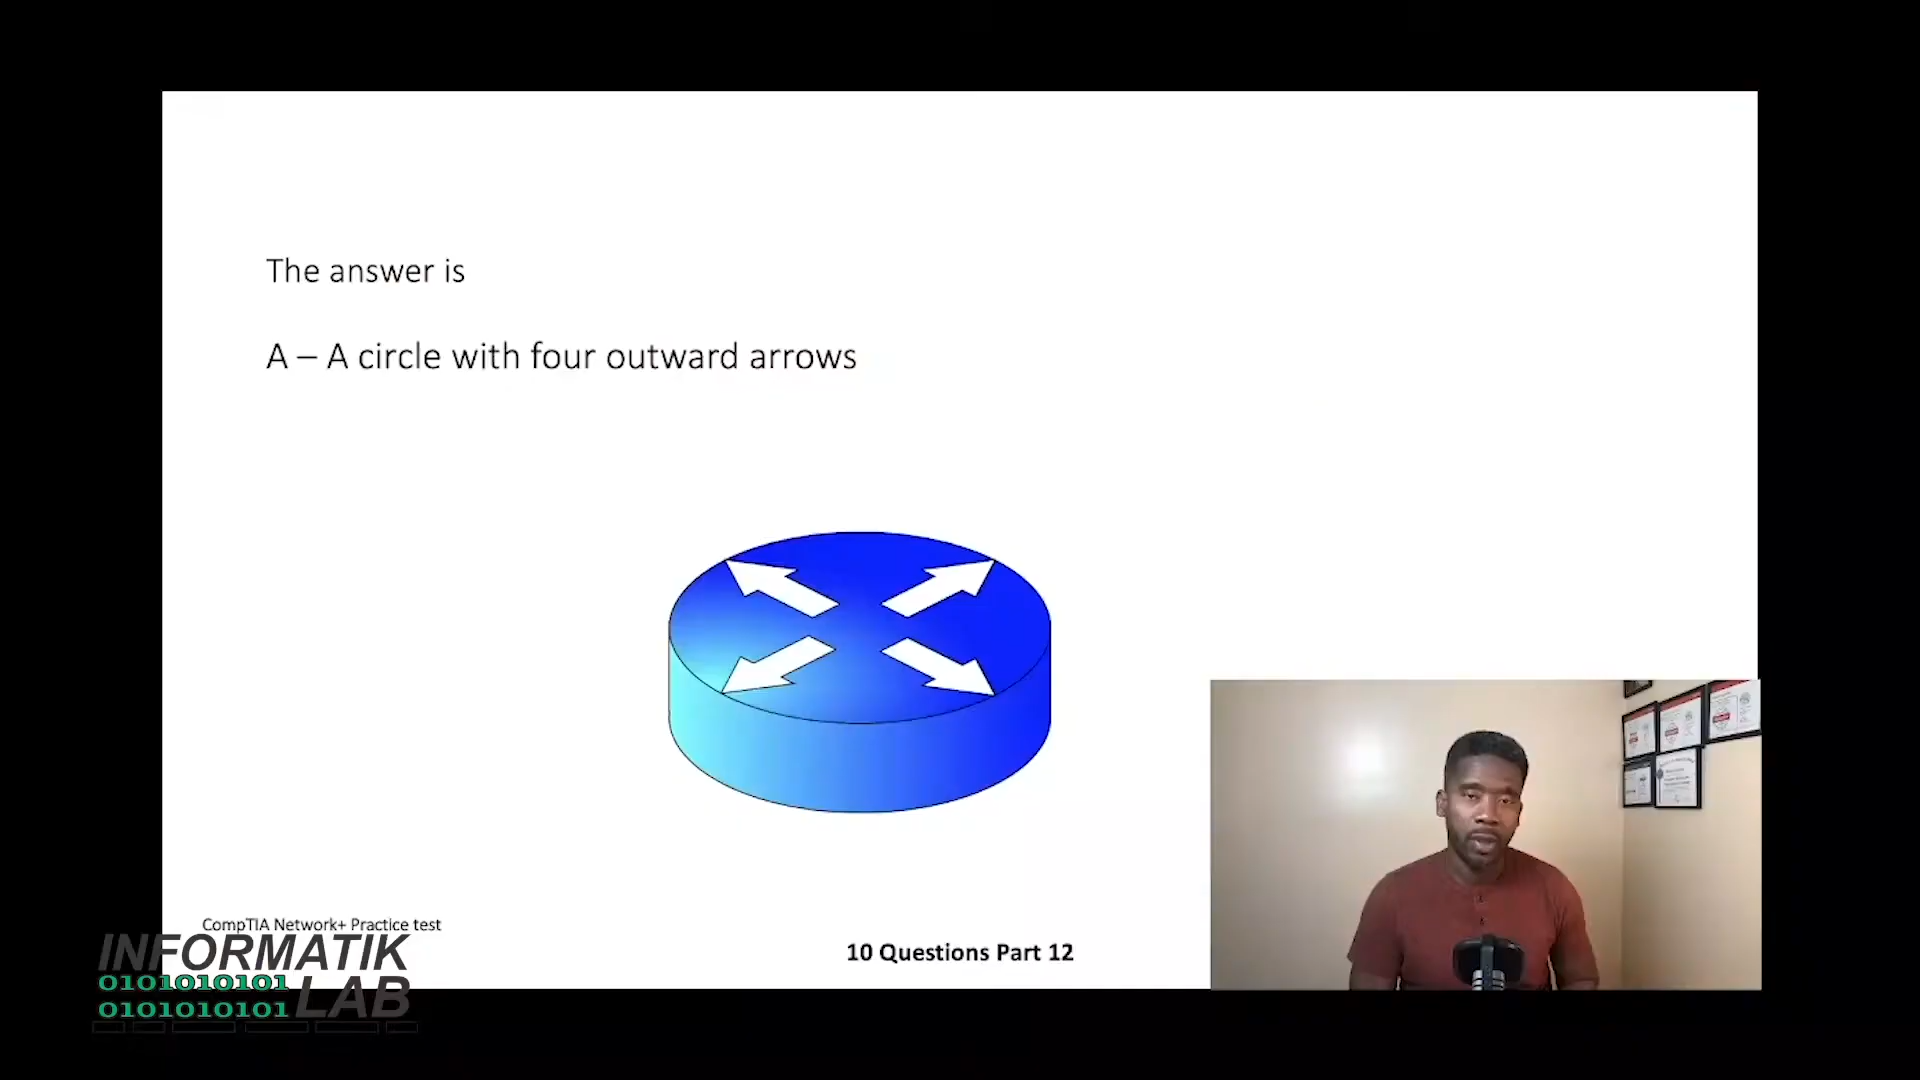 The answer is
A – A circle with four outward arrows
CompTIA Network+ Practice test
INFORMATIK
0101010101
LAB
0101010101
10 Questions Part 12